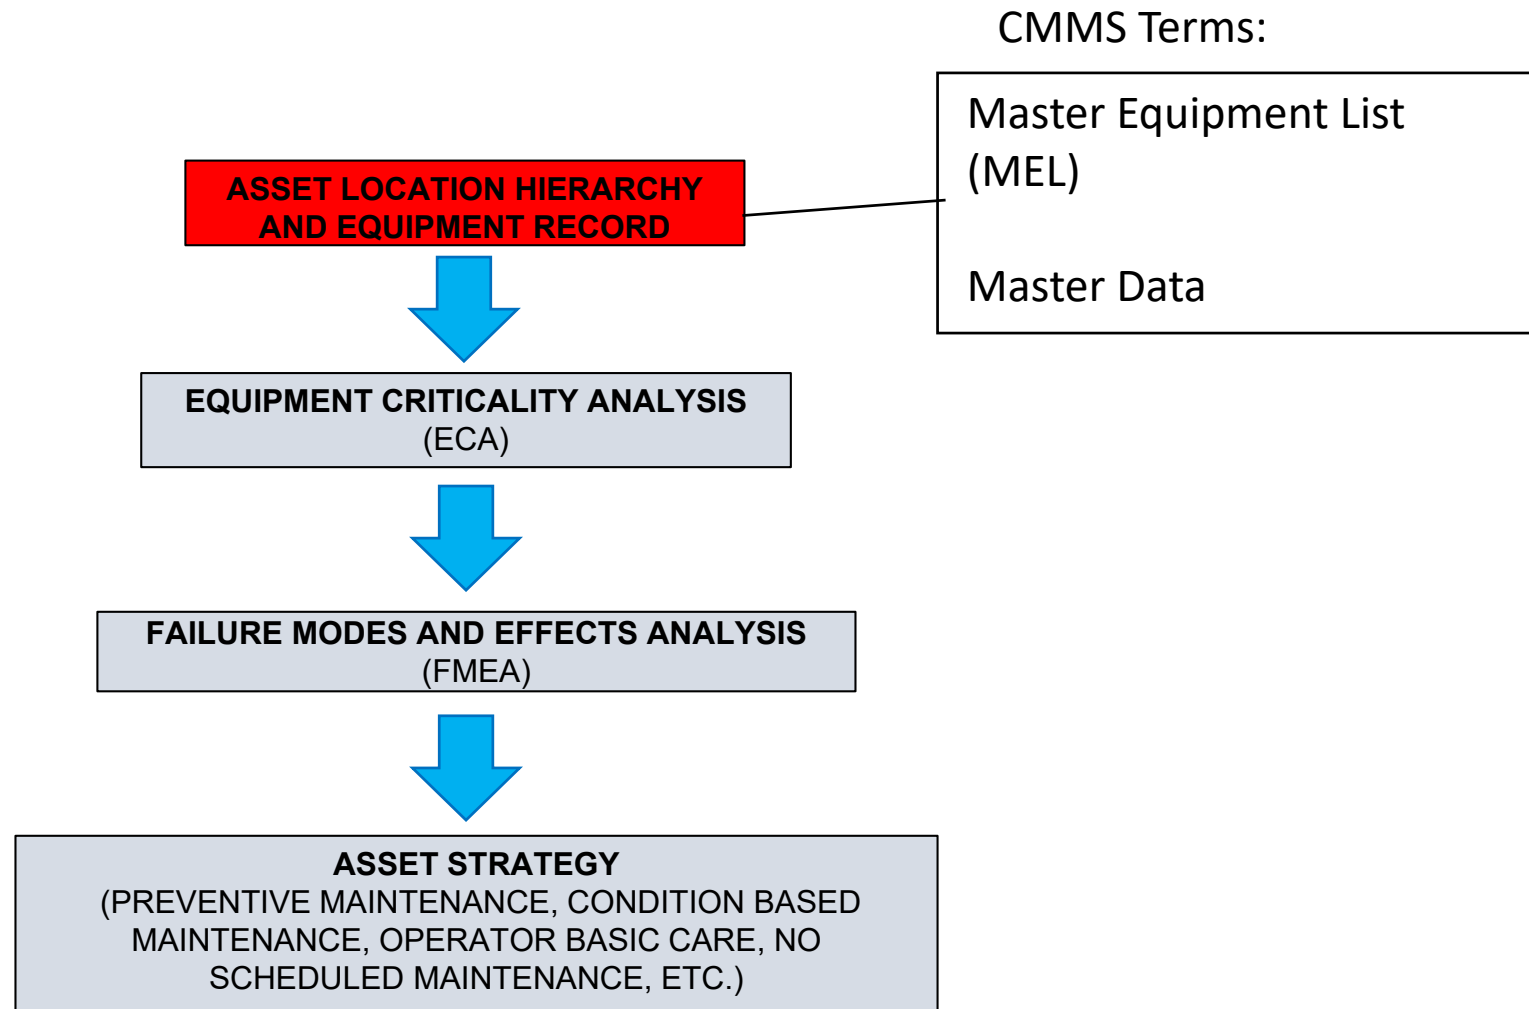 CMMS Terms:
Master Equipment List
(MEL)
Master Data
ASSET LOCATION HIERARCHY
AND EQUIPMENT RECORD
EQUIPMENT CRITICALITY ANALYSIS
(ECA)
FAILURE MODES AND EFFECTS ANALYSIS
(FMEA)
ASSET STRATEGY
(PREVENTIVE MAINTENANCE, CONDITION BASED
MAINTENANCE, OPERATOR BASIC CARE, NO
SCHEDULED MAINTENANCE, ETC.)